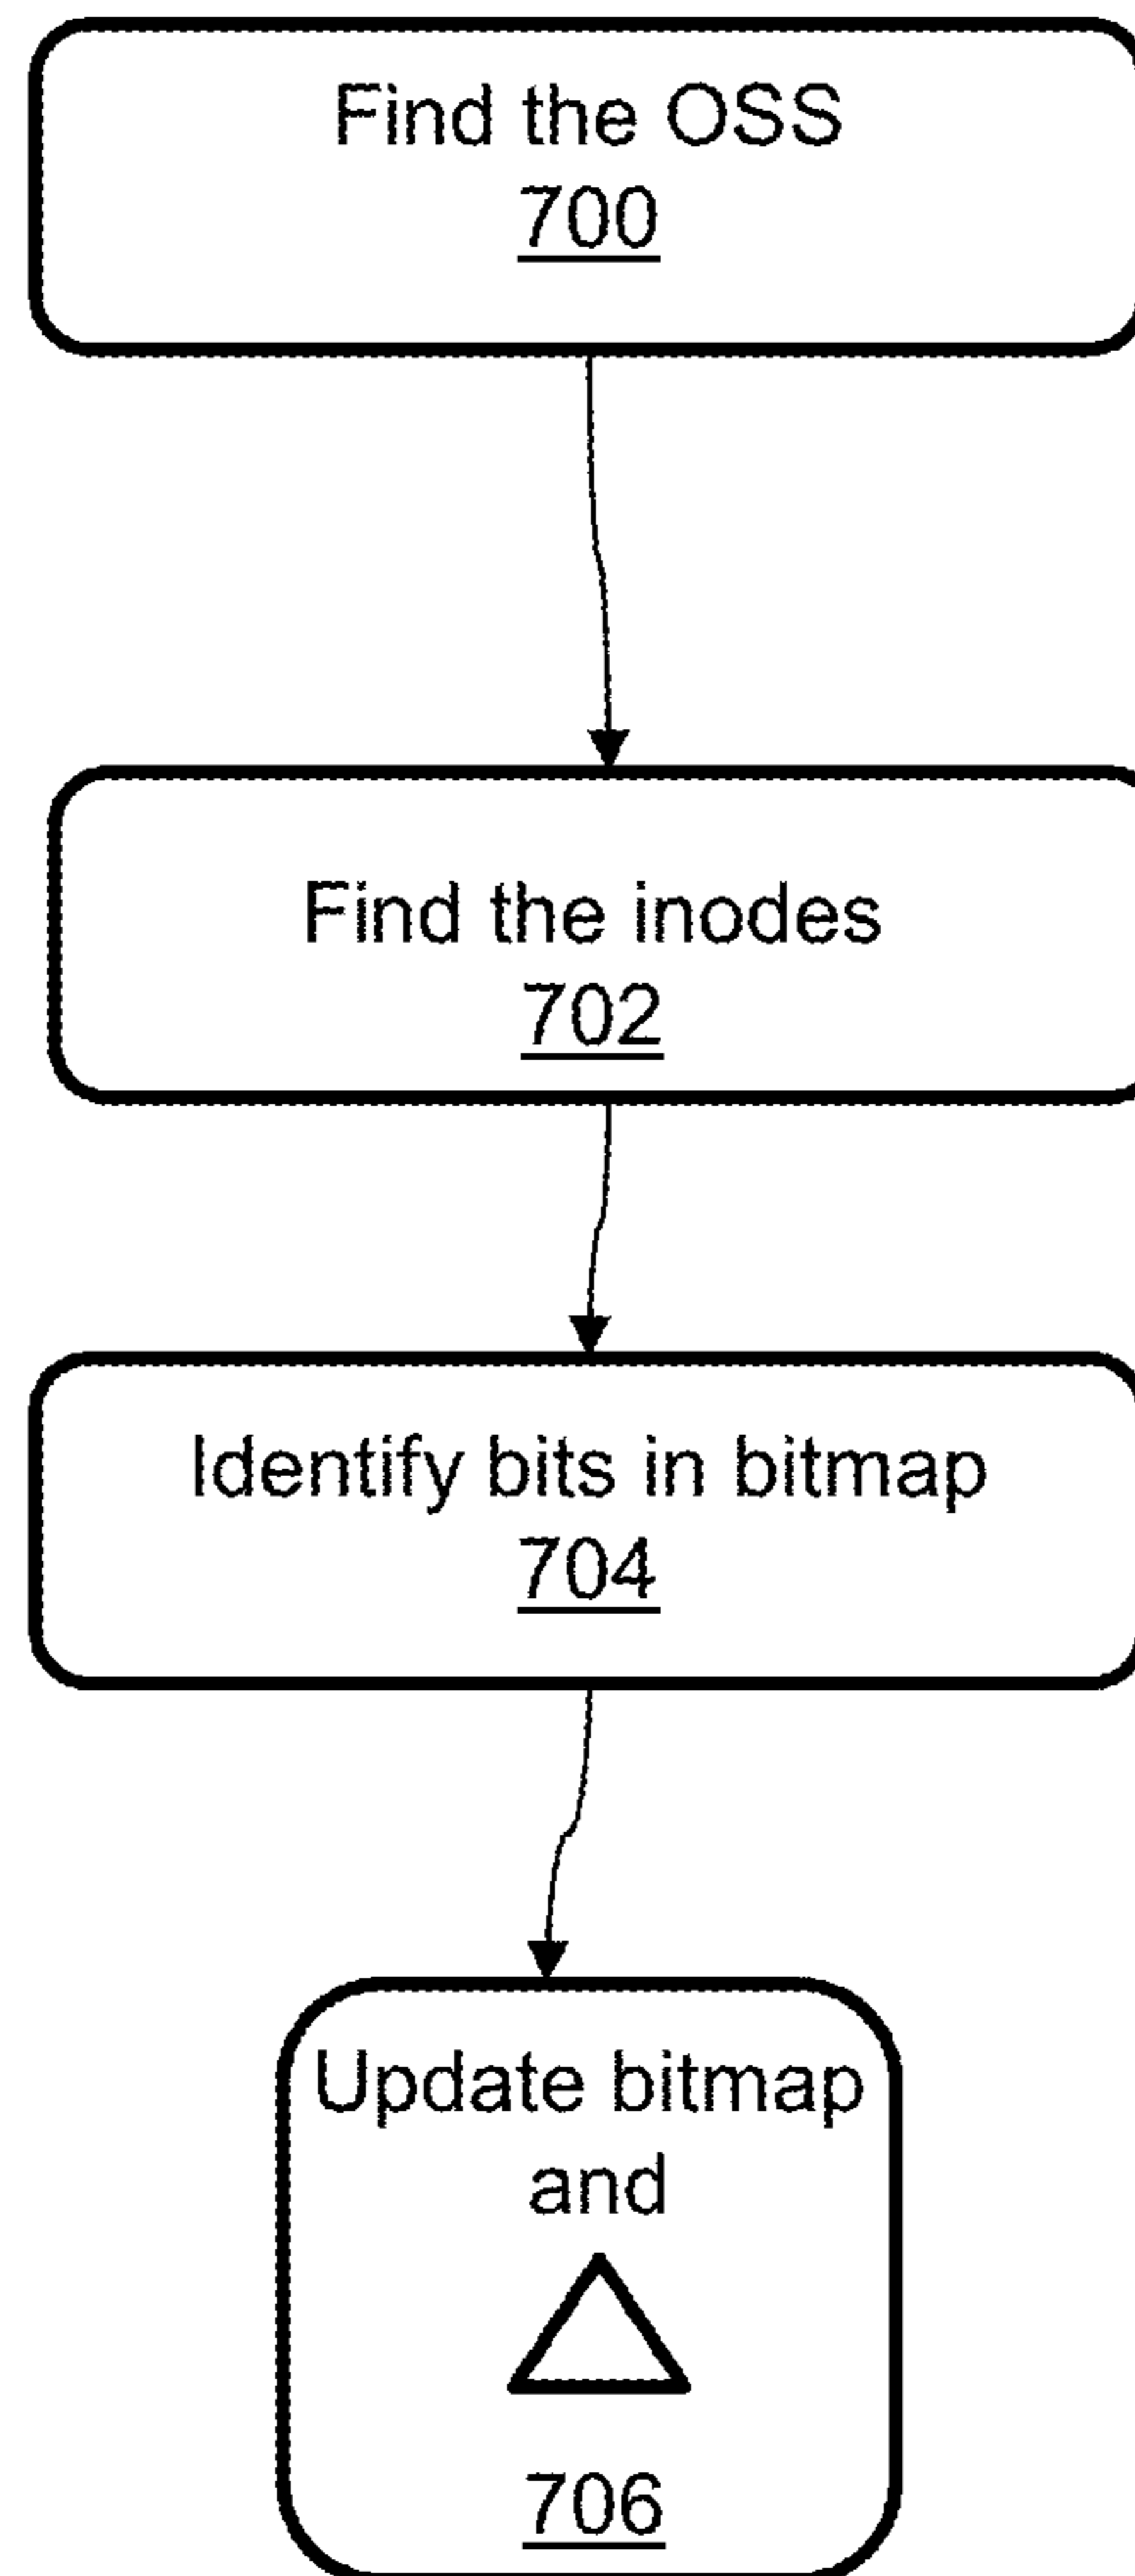 Find the OSS
700
Find the inodes
702
Identify bits in bitmap
704
Update bitmap
and
706